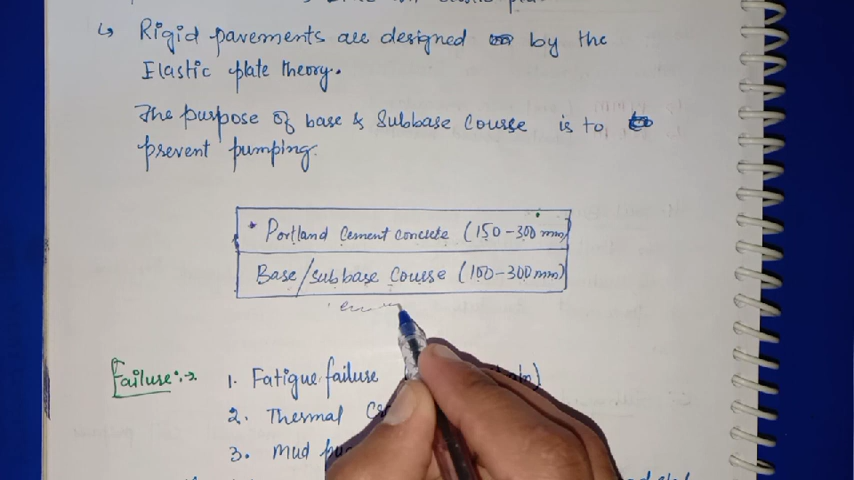 ↳ Rigid pavements are designed by the
Elastic plate theory.
The purpose of base & Subbase Course is to
prevent pumping.
Portland cement concrete (150-300 mm)
Base/subbase Course (100-300 mm)
Failure:→ 1. Fatigue failure
2. Thermal
3. Mud